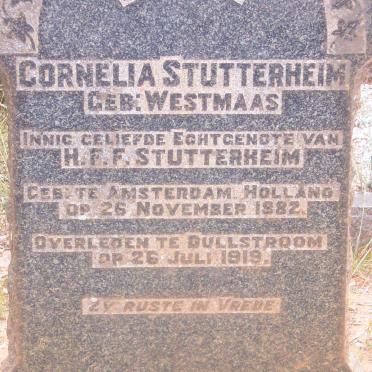 CORNELIA STUTTERHEIM
GEB: WESTMAAS
INNIG GELIEFDE ECHTGENOTE VAN
H.F.F. STUTTERHEIM
GEB: TE AMSTERDAM. HOLLAND
OP 26 NOVEMBER 1882.
OVERLEDEN TE DULLSTROOM
OP 26 JULI 1919.
ZY RUSTE IN VREDE